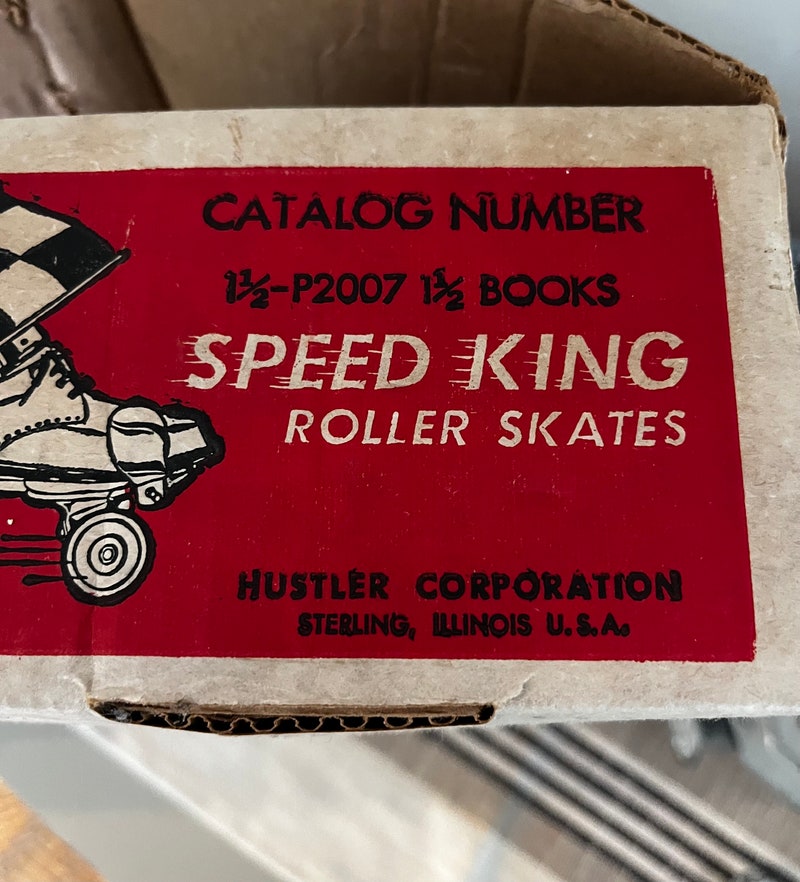 CATALOG NUMBER
1½-P2007 1½ BOOKS
SPEED KING
ROLLER SKATES
HUSTLER CORPORATION
STERLING, ILLINOIS U.S.A.